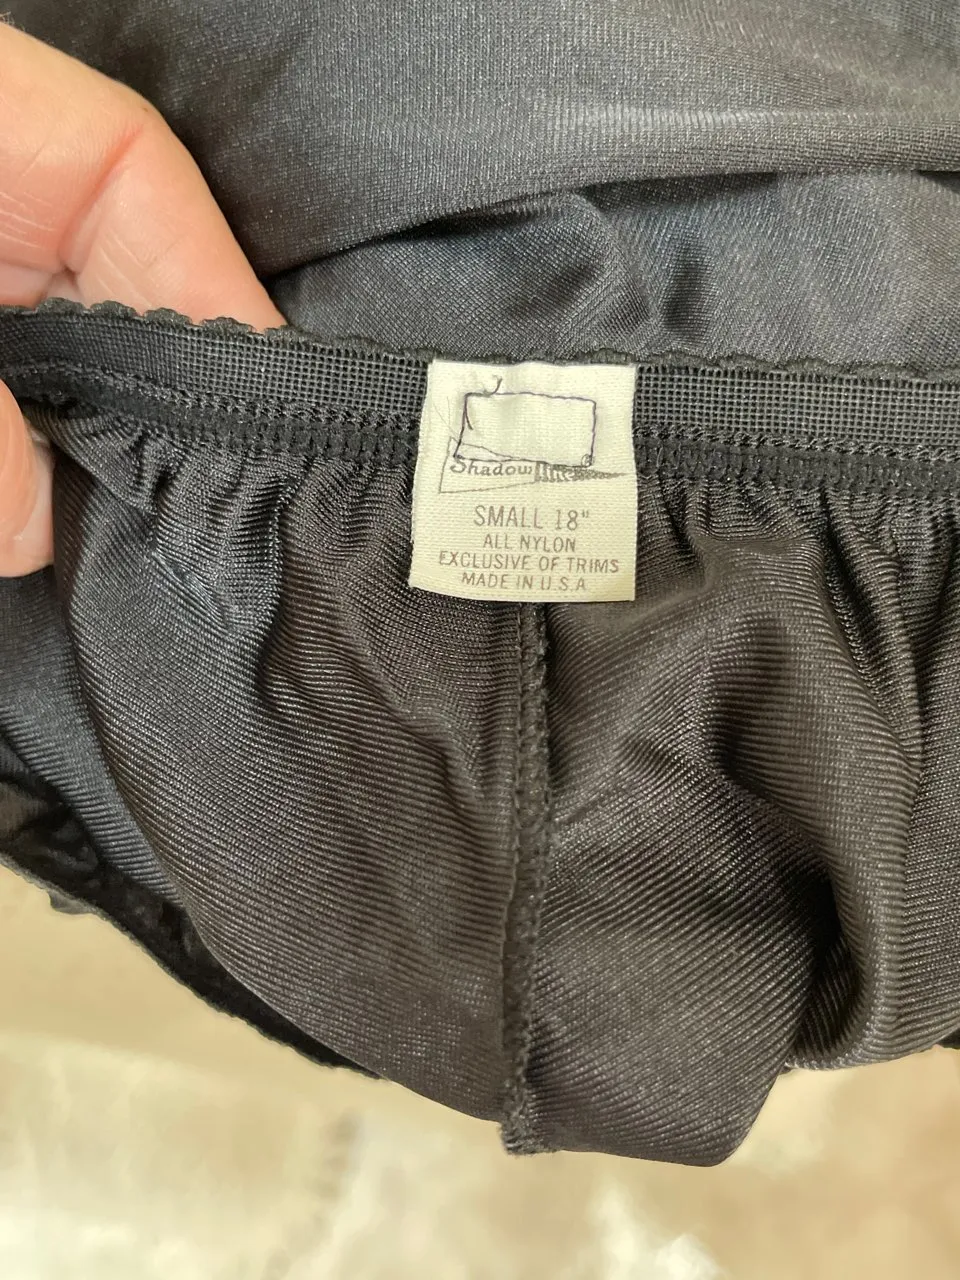 Shadowline
SMALL 18"
ALL NYLON
EXCLUSIVE OF TRIMS
MADE IN U.S.A